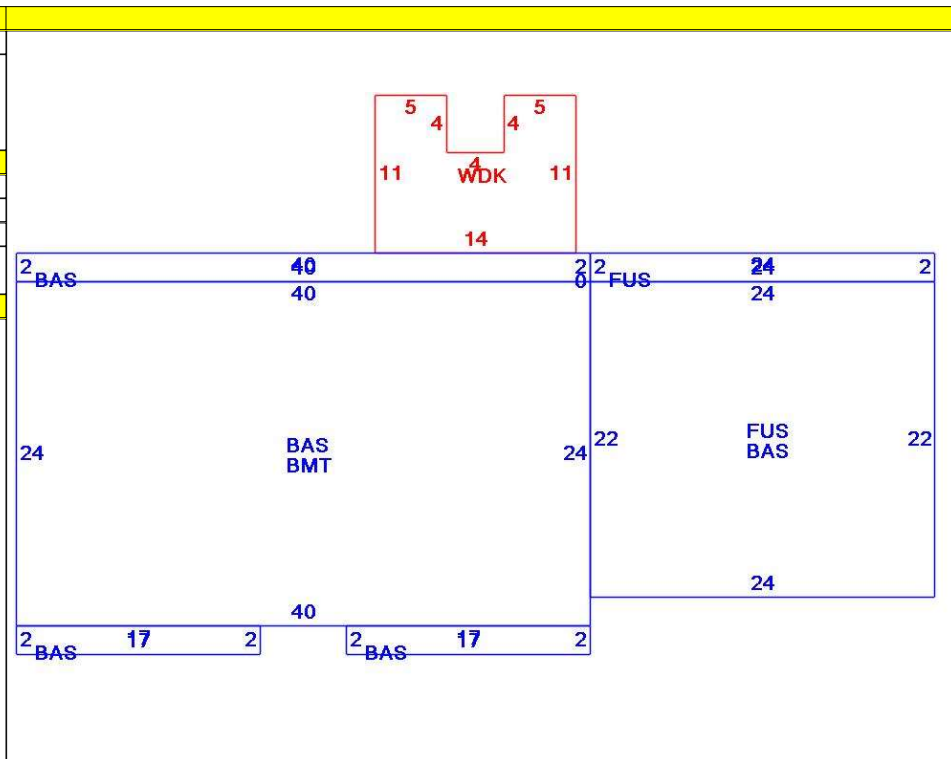 5 5
4 4
11 4 11
WDK
14
2 40 2 2 24 2
BAS 0 FUS
40 24
24 BAS 24 22 FUS 22
BMT BAS
24
40
2 17 2 2 17 2
BAS BAS